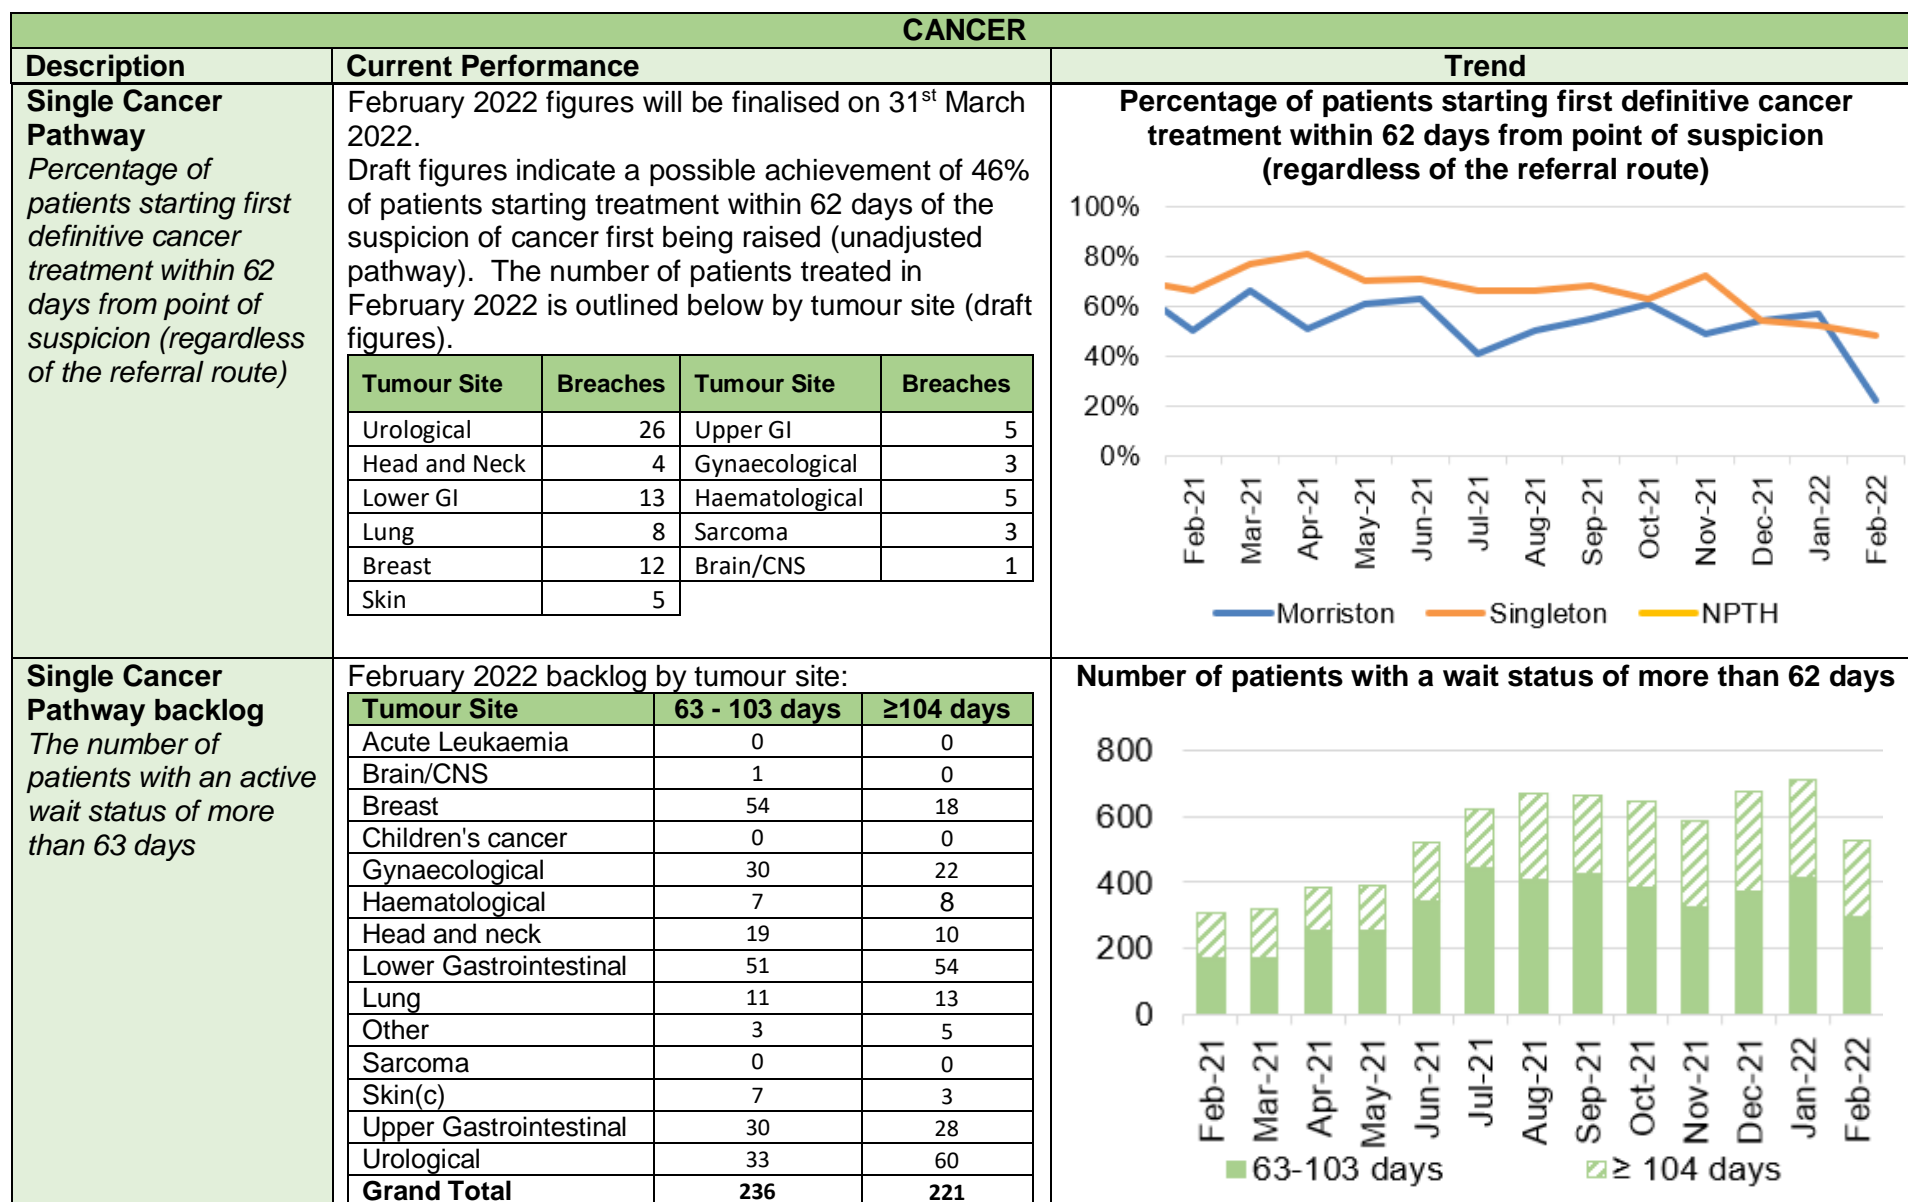 CANCER
Description Current Performance Trend
Single Cancer
Pathway
Percentage of
patients starting first
definitive cancer
treatment within 62
days from point of
suspicion (regardless
of the referral route)
February 2022 figures will be finalised on 31st March
2022.
Draft figures indicate a possible achievement of 46%
of patients starting treatment within 62 days of the
suspicion of cancer first being raised (unadjusted
pathway). The number of patients treated in
February 2022 is outlined below by tumour site (draft
figures).
Tumour Site Breaches Tumour Site Breaches
Urological 26 Upper GI 5
Head and Neck 4 Gynaecological 3
Lower GI 13 Haematological 5
Lung 8 Sarcoma 3
Breast 12 Brain/CNS 1
Skin 5
Percentage of patients starting first definitive cancer
treatment within 62 days from point of suspicion
(regardless of the referral route)
100%
80%
60%
40%
20%
0%
Feb-21 Mar-21 Apr-21 May-21 Jun-21 Jul-21 Aug-21 Sep-21 Oct-21 Nov-21 Dec-21 Jan-22 Feb-22
Morriston Singleton NPTH
Single Cancer
Pathway backlog
The number of
patients with an active
wait status of more
than 63 days
February 2022 backlog by tumour site:
Tumour Site 63 - 103 days ≥104 days
Acute Leukaemia 0 0
Brain/CNS 1 0
Breast 54 18
Children's cancer 0 0
Gynaecological 30 22
Haematological 7 8
Head and neck 19 10
Lower Gastrointestinal 51 54
Lung 11 13
Other 3 5
Sarcoma 0 0
Skin(c) 7 3
Upper Gastrointestinal 30 28
Urological 33 60
Grand Total 236 221
Number of patients with a wait status of more than 62 days
800
600
400
200
0
Feb-21 Mar-21 Apr-21 May-21 Jun-21 Jul-21 Aug-21 Sep-21 Oct-21 Nov-21 Dec-21 Jan-22 Feb-22
63-103 days ≥ 104 days